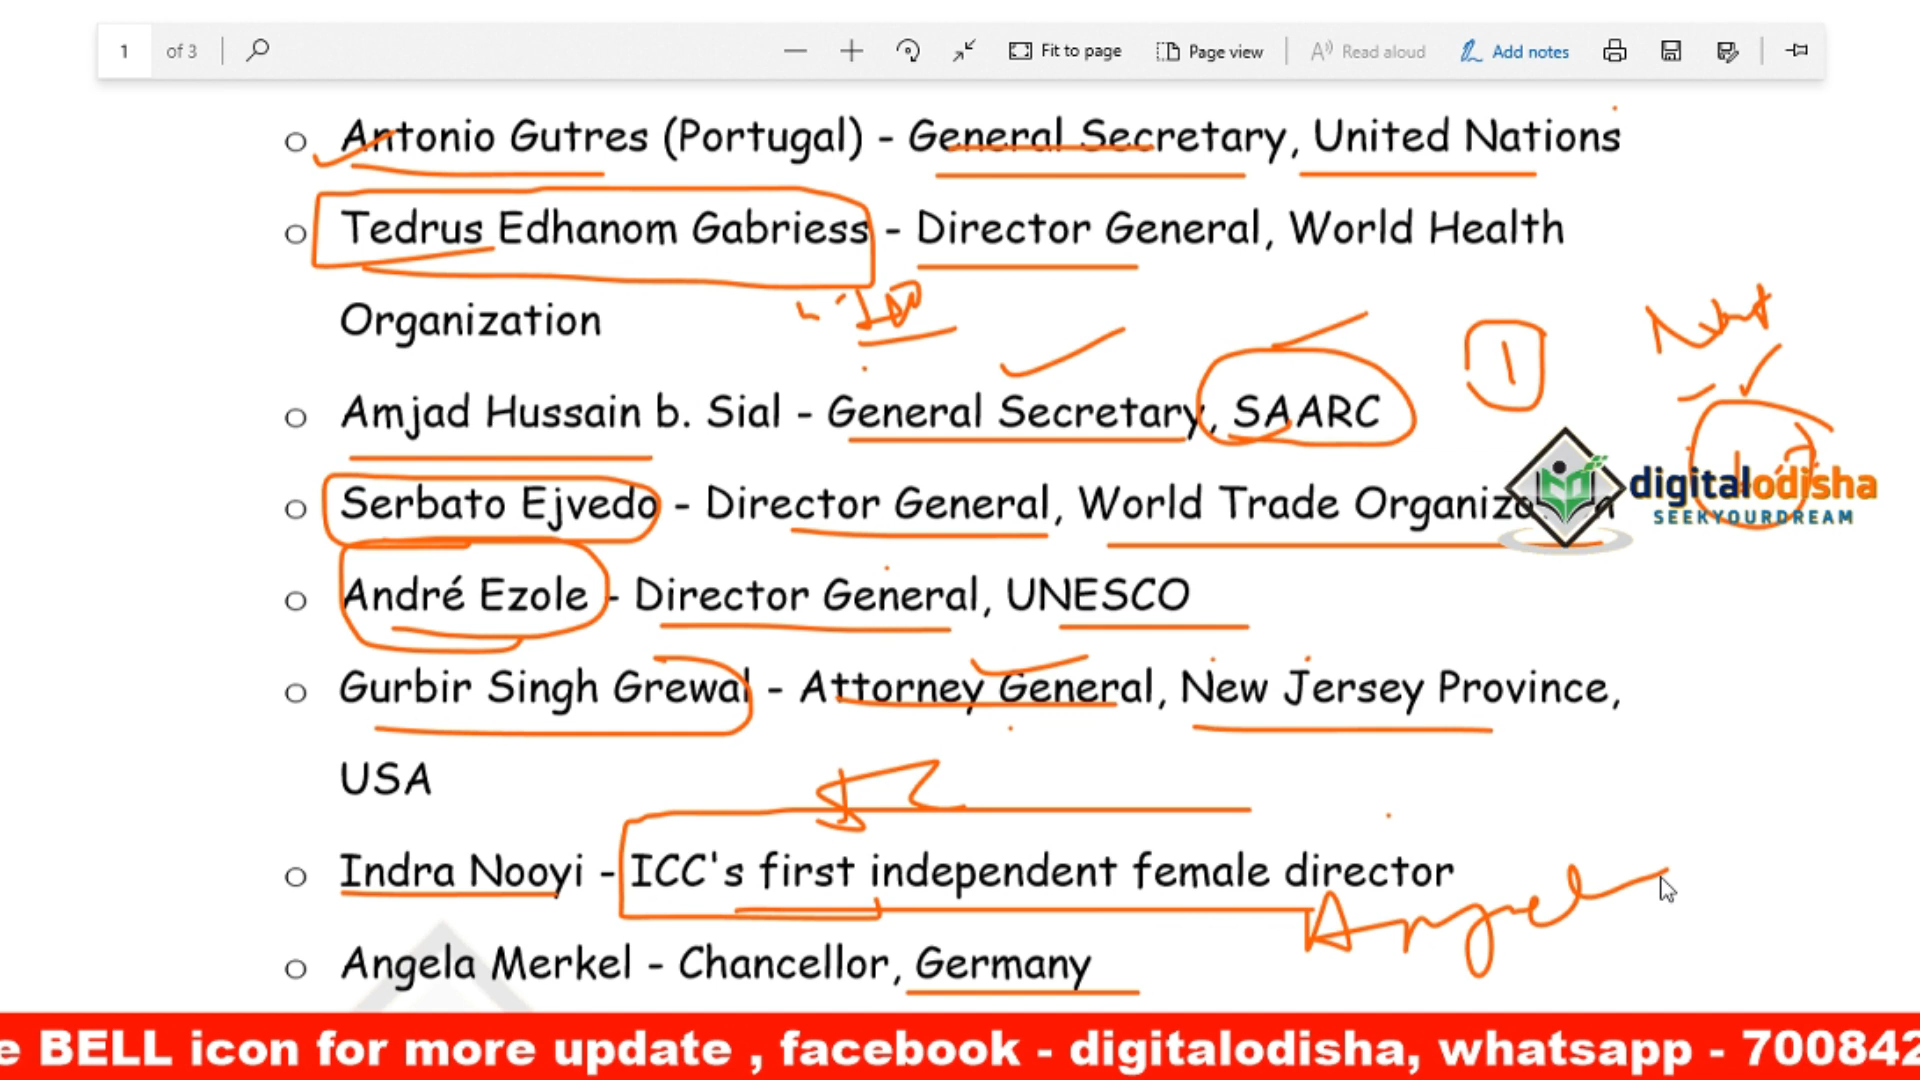 1 of 3 Fit to page Page view Read aloud Add notes
Antonio Gutres (Portugal) - General Secretary, United Nations
Tedrus Edhanom Gabriess - Director General, World Health
Organization
Amjad Hussain b. Sial - General Secretary, SAARC
1
Serbato Ejvedo - Director General, World Trade
digitalodisha
SEEKYOURDREAM
André Ezole - Director General, UNESCO
Gurbir Singh Grewal - Attorney General, New Jersey Province,
USA
Indra Nooyi - ICC's first independent female director
Angela Merkel - Chancellor, Germany
e BELL icon for more update , facebook - digitalodisha, whatsapp - 700842